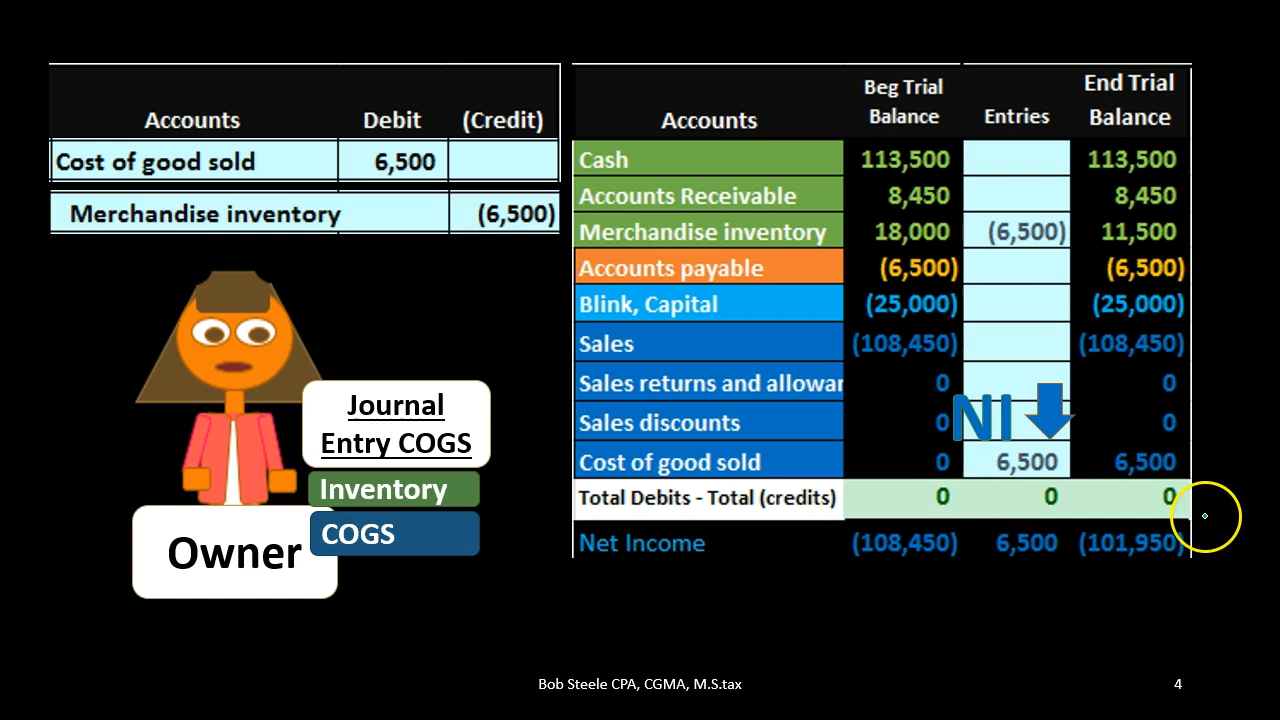 Accounts Debit (Credit)
Cost of good sold 6,500
Merchandise inventory (6,500)
Journal
Entry COGS
Inventory
COGS
Owner
Beg Trial End Trial
Accounts Balance Entries Balance
Cash 113,500 113,500
Accounts Receivable 8,450 8,450
Merchandise inventory 18,000 (6,500) 11,500
Accounts payable (6,500) (6,500)
Blink, Capital (25,000) (25,000)
Sales (108,450) (108,450)
Sales returns and allowan 0 0
NI
Sales discounts 0 0
Cost of good sold 0 6,500 6,500
Total Debits - Total (credits) 0 0 0
Net Income (108,450) 6,500 (101,950)
Bob Steele CPA, CGMA, M.S.tax 4